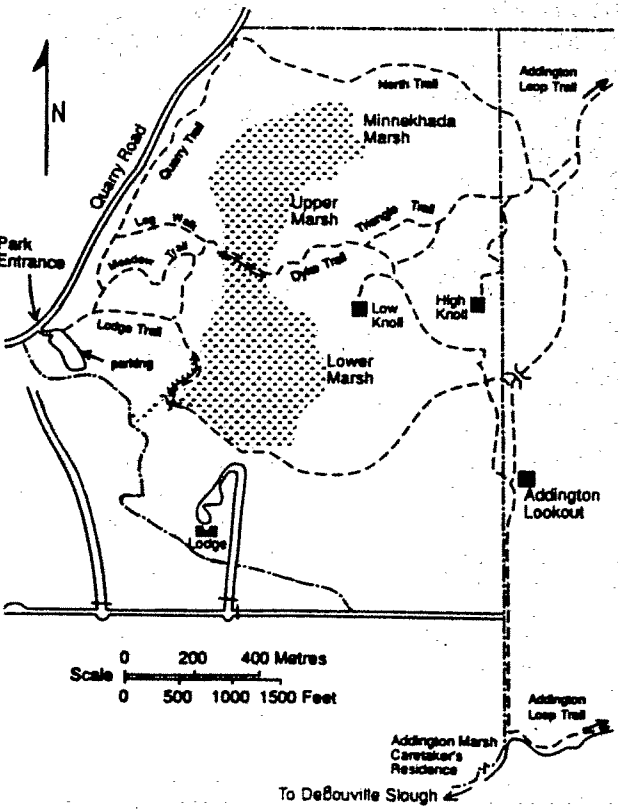 North Trail
Addington
Loop Trail
N
Quarry Road
Quarry Trail
Minnekhada
Marsh
Upper
Marsh
Log Walk
Triangle Trail
Park
Entrance
Meadow Trail
Dyke Trail
Low
Knoll
High
Knoll
Lodge Trail
parking
Lower
Marsh
Addington
Lookout
Lodge
0 200 400 Metres
Scale
0 500 1000 1500 Feet
Addington
Loop Trail
Addington Marsh
Caretaker's
Residence
To DeBouville Slough